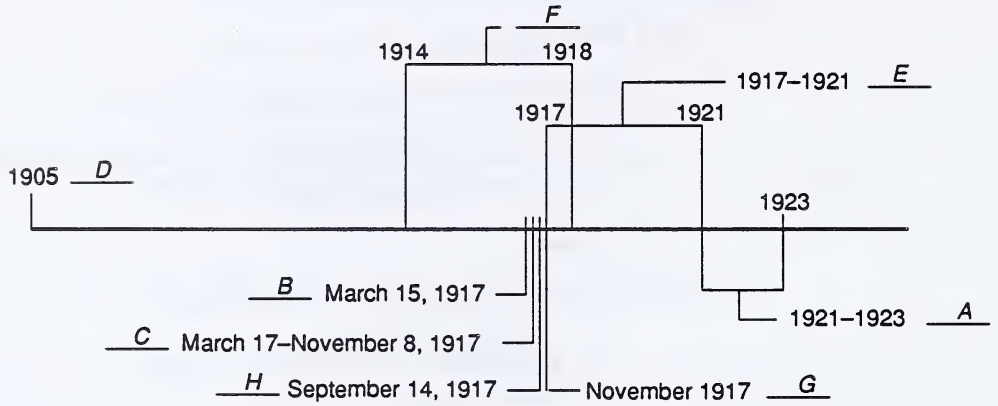 F
1914 1918
1917–1921 E
1917 1921
1905 D
1923
B March 15, 1917
1921–1923 A
C March 17–November 8, 1917
H September 14, 1917 November 1917 G